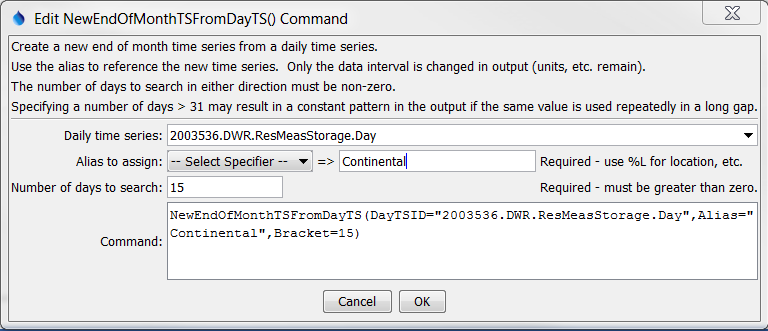 Edit NewEndOfMonthTSFromDayTS() Command
Create a new end of month time series from a daily time series.
Use the alias to reference the new time series.  Only the data interval is changed in output (units, etc. remain).
The number of days to search in either direction must be non-zero.
Specifying a number of days > 31 may result in a constant pattern in the output if the same value is used repeatedly in a long gap.
Daily time series: 2003536.DWR.ResMeasStorage.Day
Alias to assign: -- Select Specifier -- => Continental Required - use %L for location, etc.
Number of days to search: 15 Required - must be greater than zero.
NewEndOfMonthTSFromDayTS(DayTSID="2003536.DWR.ResMeasStorage.Day",Alias="
Command: Continental",Bracket=15)
Cancel OK